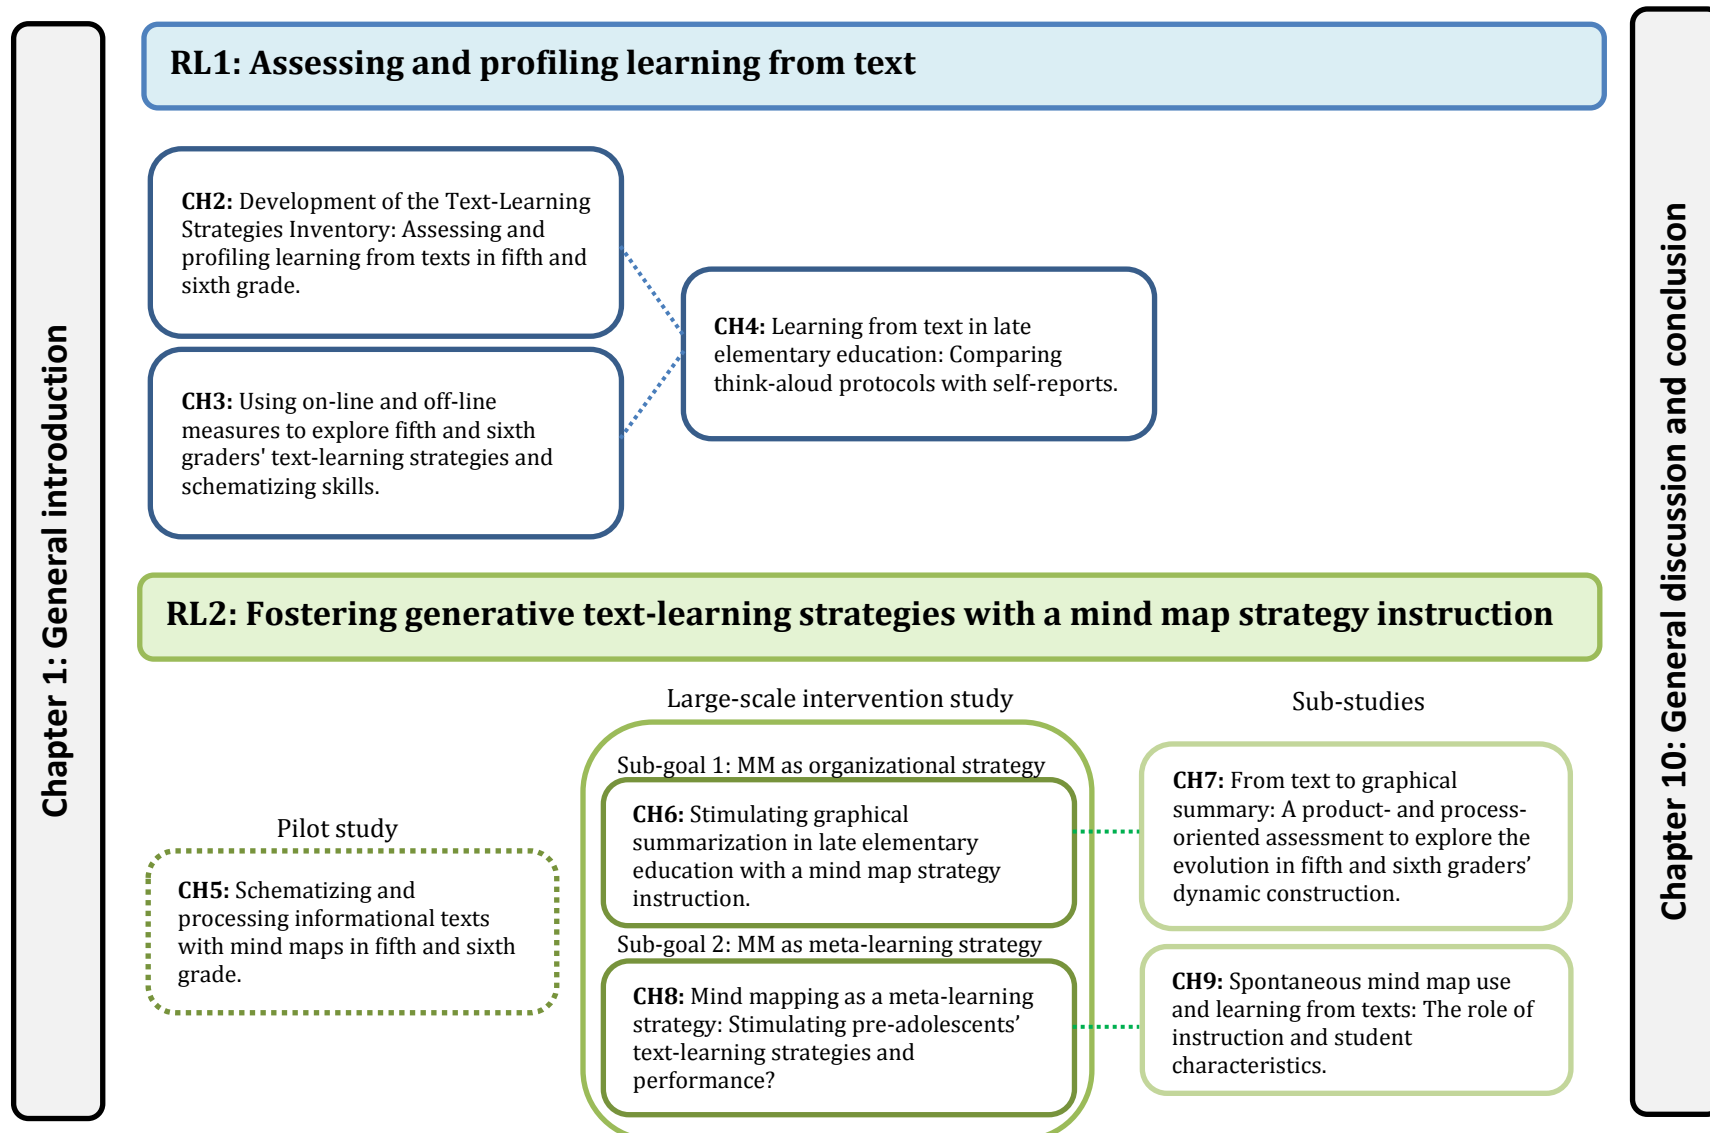 Chapter 1: General introduction
RL1: Assessing and profiling learning from text
CH2: Development of the Text-Learning
Strategies Inventory: Assessing and
profiling learning from texts in fifth and
sixth grade.
CH3: Using on-line and off-line
measures to explore fifth and sixth
graders' text-learning strategies and
schematizing skills.
CH4: Learning from text in late
elementary education: Comparing
think-aloud protocols with self-reports.
RL2: Fostering generative text-learning strategies with a mind map strategy instruction
Pilot study
CH5: Schematizing and
processing informational texts
with mind maps in fifth and sixth
grade.
Large-scale intervention study
Sub-goal 1: MM as organizational strategy
CH6: Stimulating graphical
summarization in late elementary
education with a mind map strategy
instruction.
Sub-goal 2: MM as meta-learning strategy
CH8: Mind mapping as a meta-learning
strategy: Stimulating pre-adolescents’
text-learning strategies and
performance?
Sub-studies
CH7: From text to graphical
summary: A product- and process-
oriented assessment to explore the
evolution in fifth and sixth graders’
dynamic construction.
CH9: Spontaneous mind map use
and learning from texts: The role of
instruction and student
characteristics.
Chapter 10: General discussion and conclusion